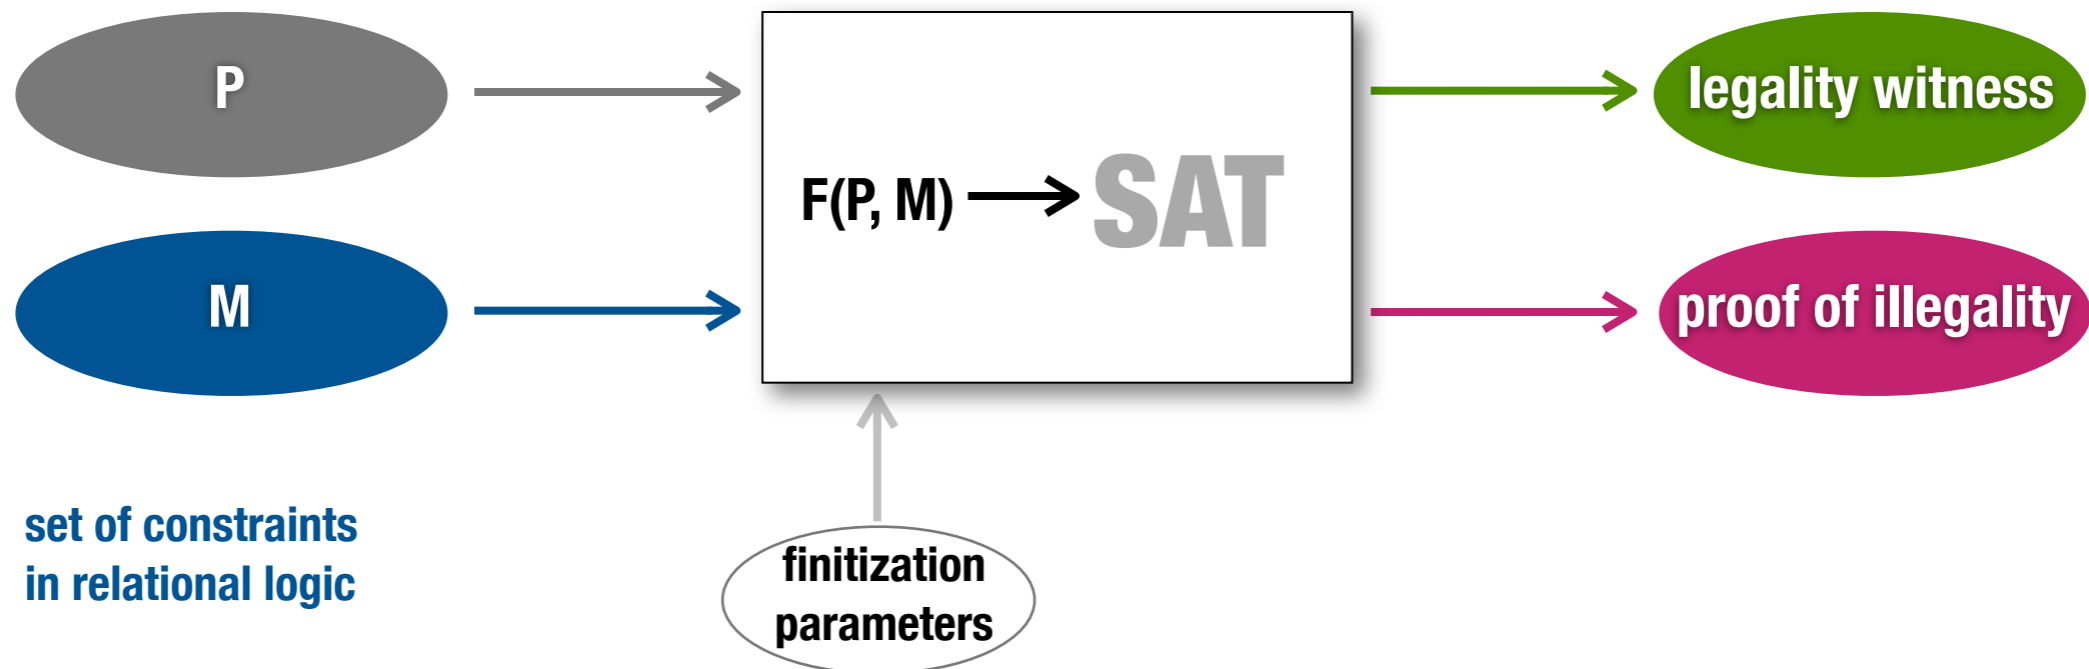 P
M
F(P, M)
SAT
legality witness
proof of illegality
set of constraints
in relational logic
finitization
parameters